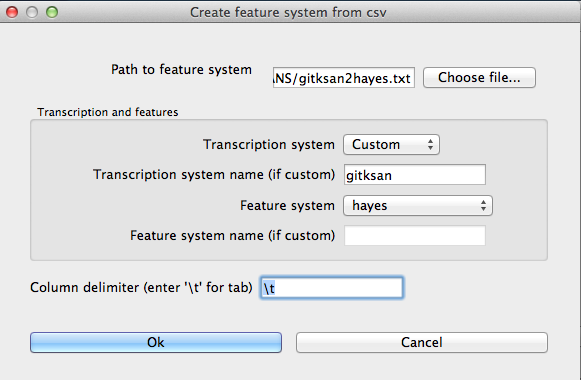 Create feature system from csv
Path to feature system ANS/gitksan2hayes.txt Choose file...
Transcription and features
Transcription system Custom
Transcription system name (if custom) gitksan
Feature system hayes
Feature system name (if custom)
Column delimiter (enter '\t' for tab) \t
Ok Cancel